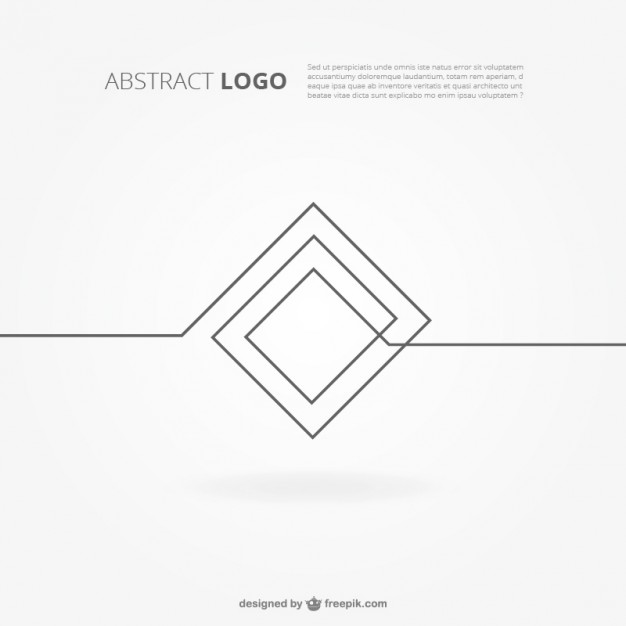 ABSTRACT LOGO
Sed ut perspiciatis unde omnis iste natus error sit voluptatem
accusantiumy doloremque laudantium, totam rem aperiam, d
eaque ipsa quae ab inventore veritatis et quasi architecto unt
beatae vitae dicta sunt explicabo mo enim ipsau voluptatem ?
designed by freepik.com